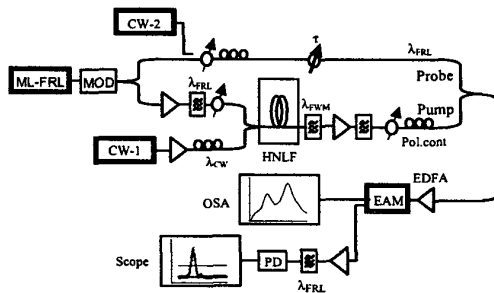 CW-2
τ
λFRL
ML-FRL
MOD
Probe
λFRL
λFWM
Pump
CW-1
λCW
HNLF
Pol.cont
EDFA
OSA
EAM
Scope
PD
λFRL